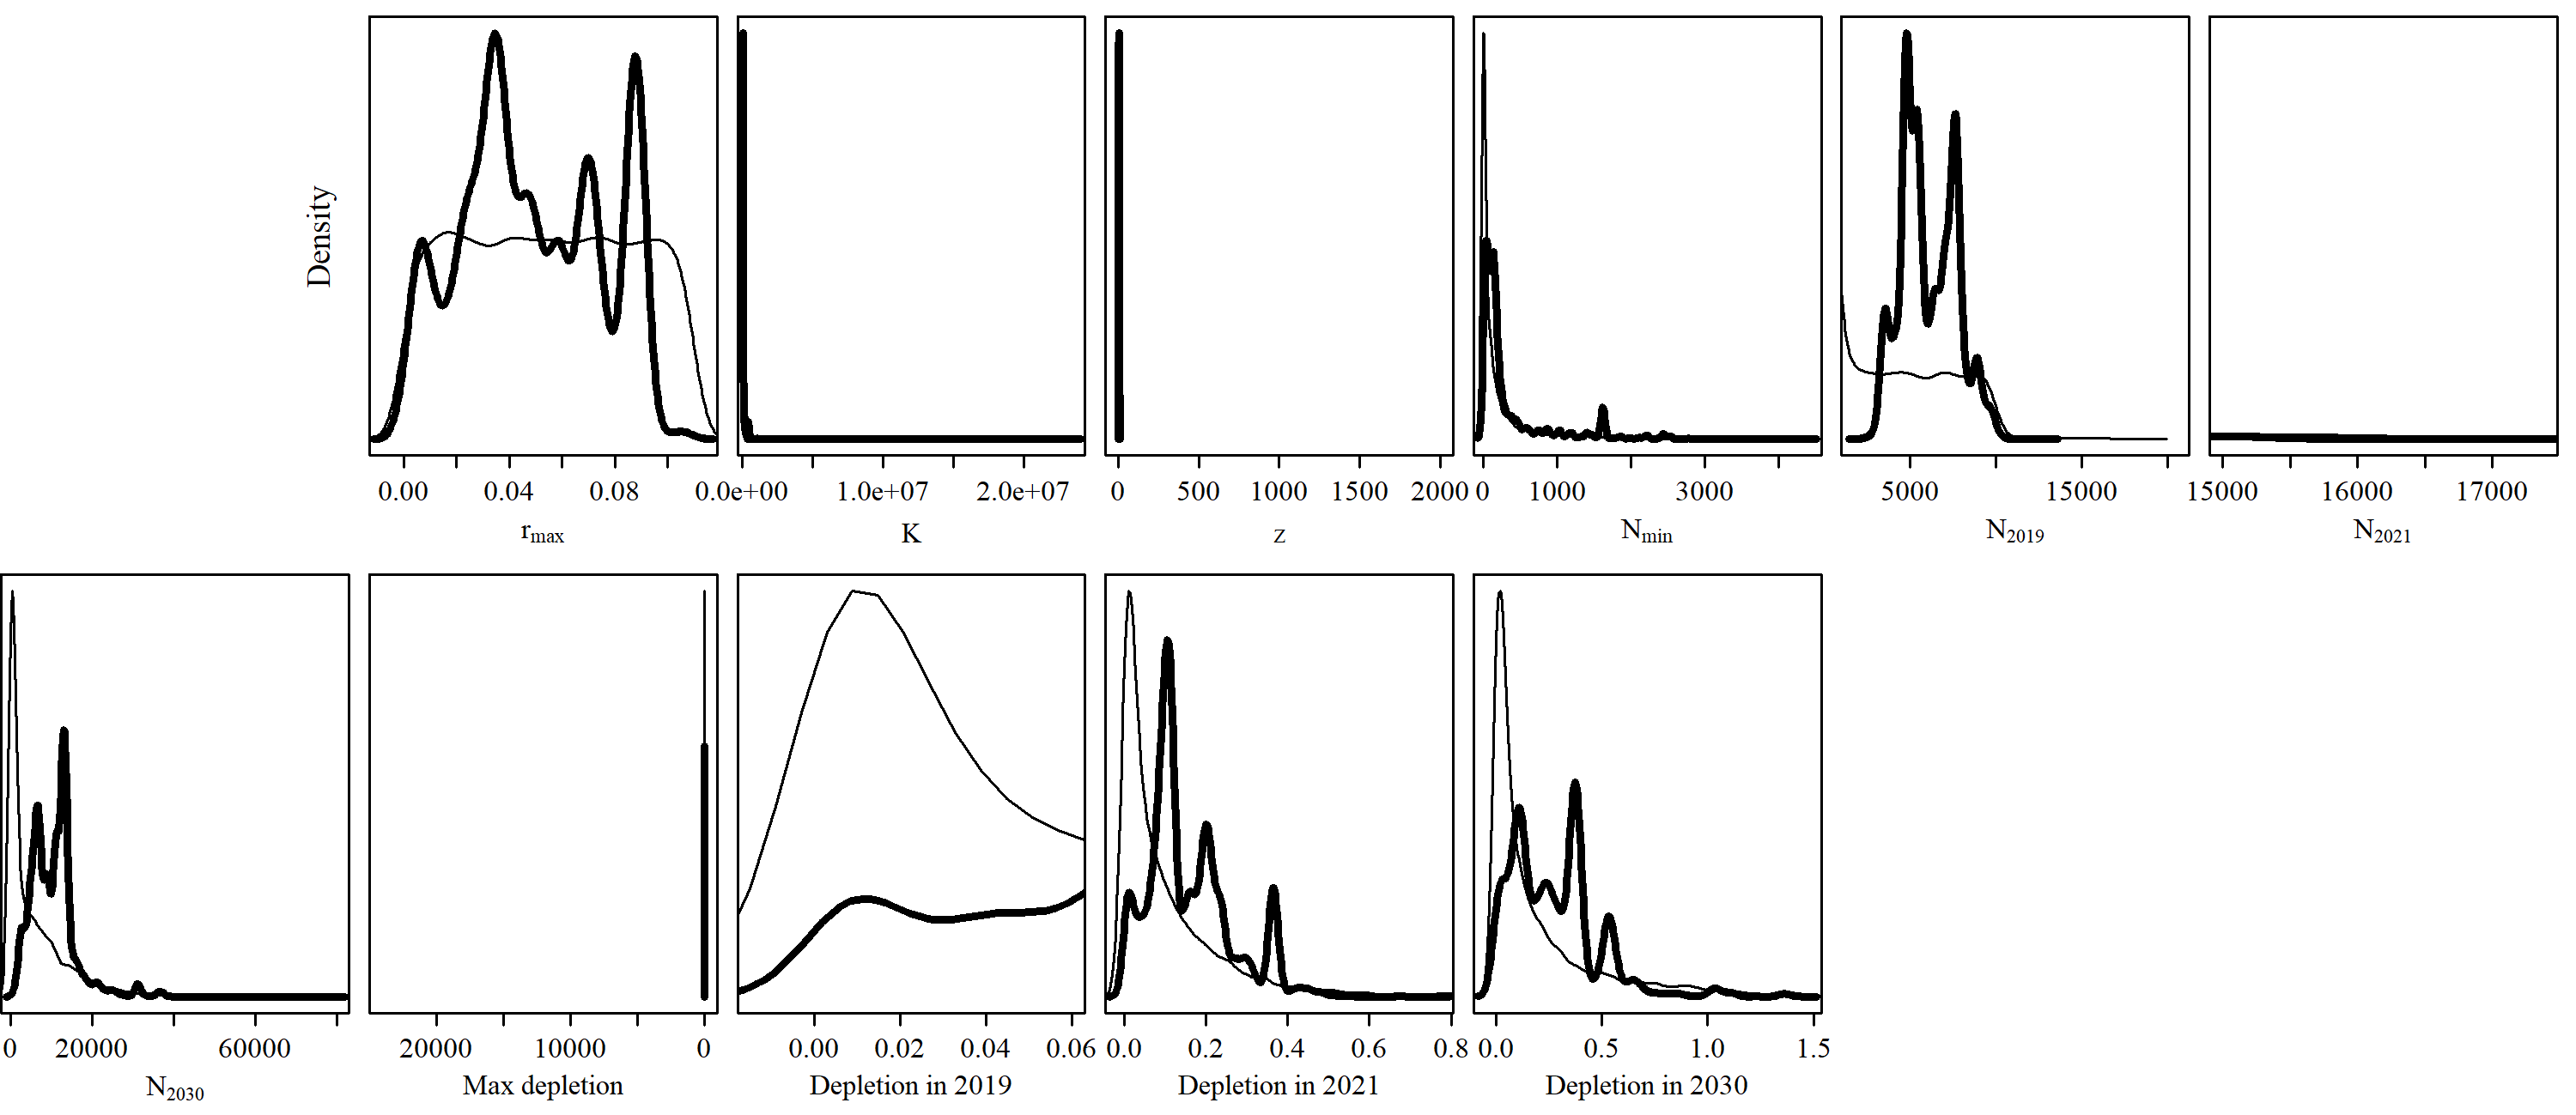 Density
0.00 0.04 0.08
r_max
0.0e+00 1.0e+07 2.0e+07
K
0 500 1000 1500 2000
z
0 1000 3000
N_min
5000 15000
N_2019
15000 16000 17000
N_2021
0 20000 60000
N_2030
20000 10000 0
Max depletion
0.00 0.02 0.04 0.06
Depletion in 2019
0.0 0.2 0.4 0.6 0.8
Depletion in 2021
0.0 0.5 1.0 1.5
Depletion in 2030